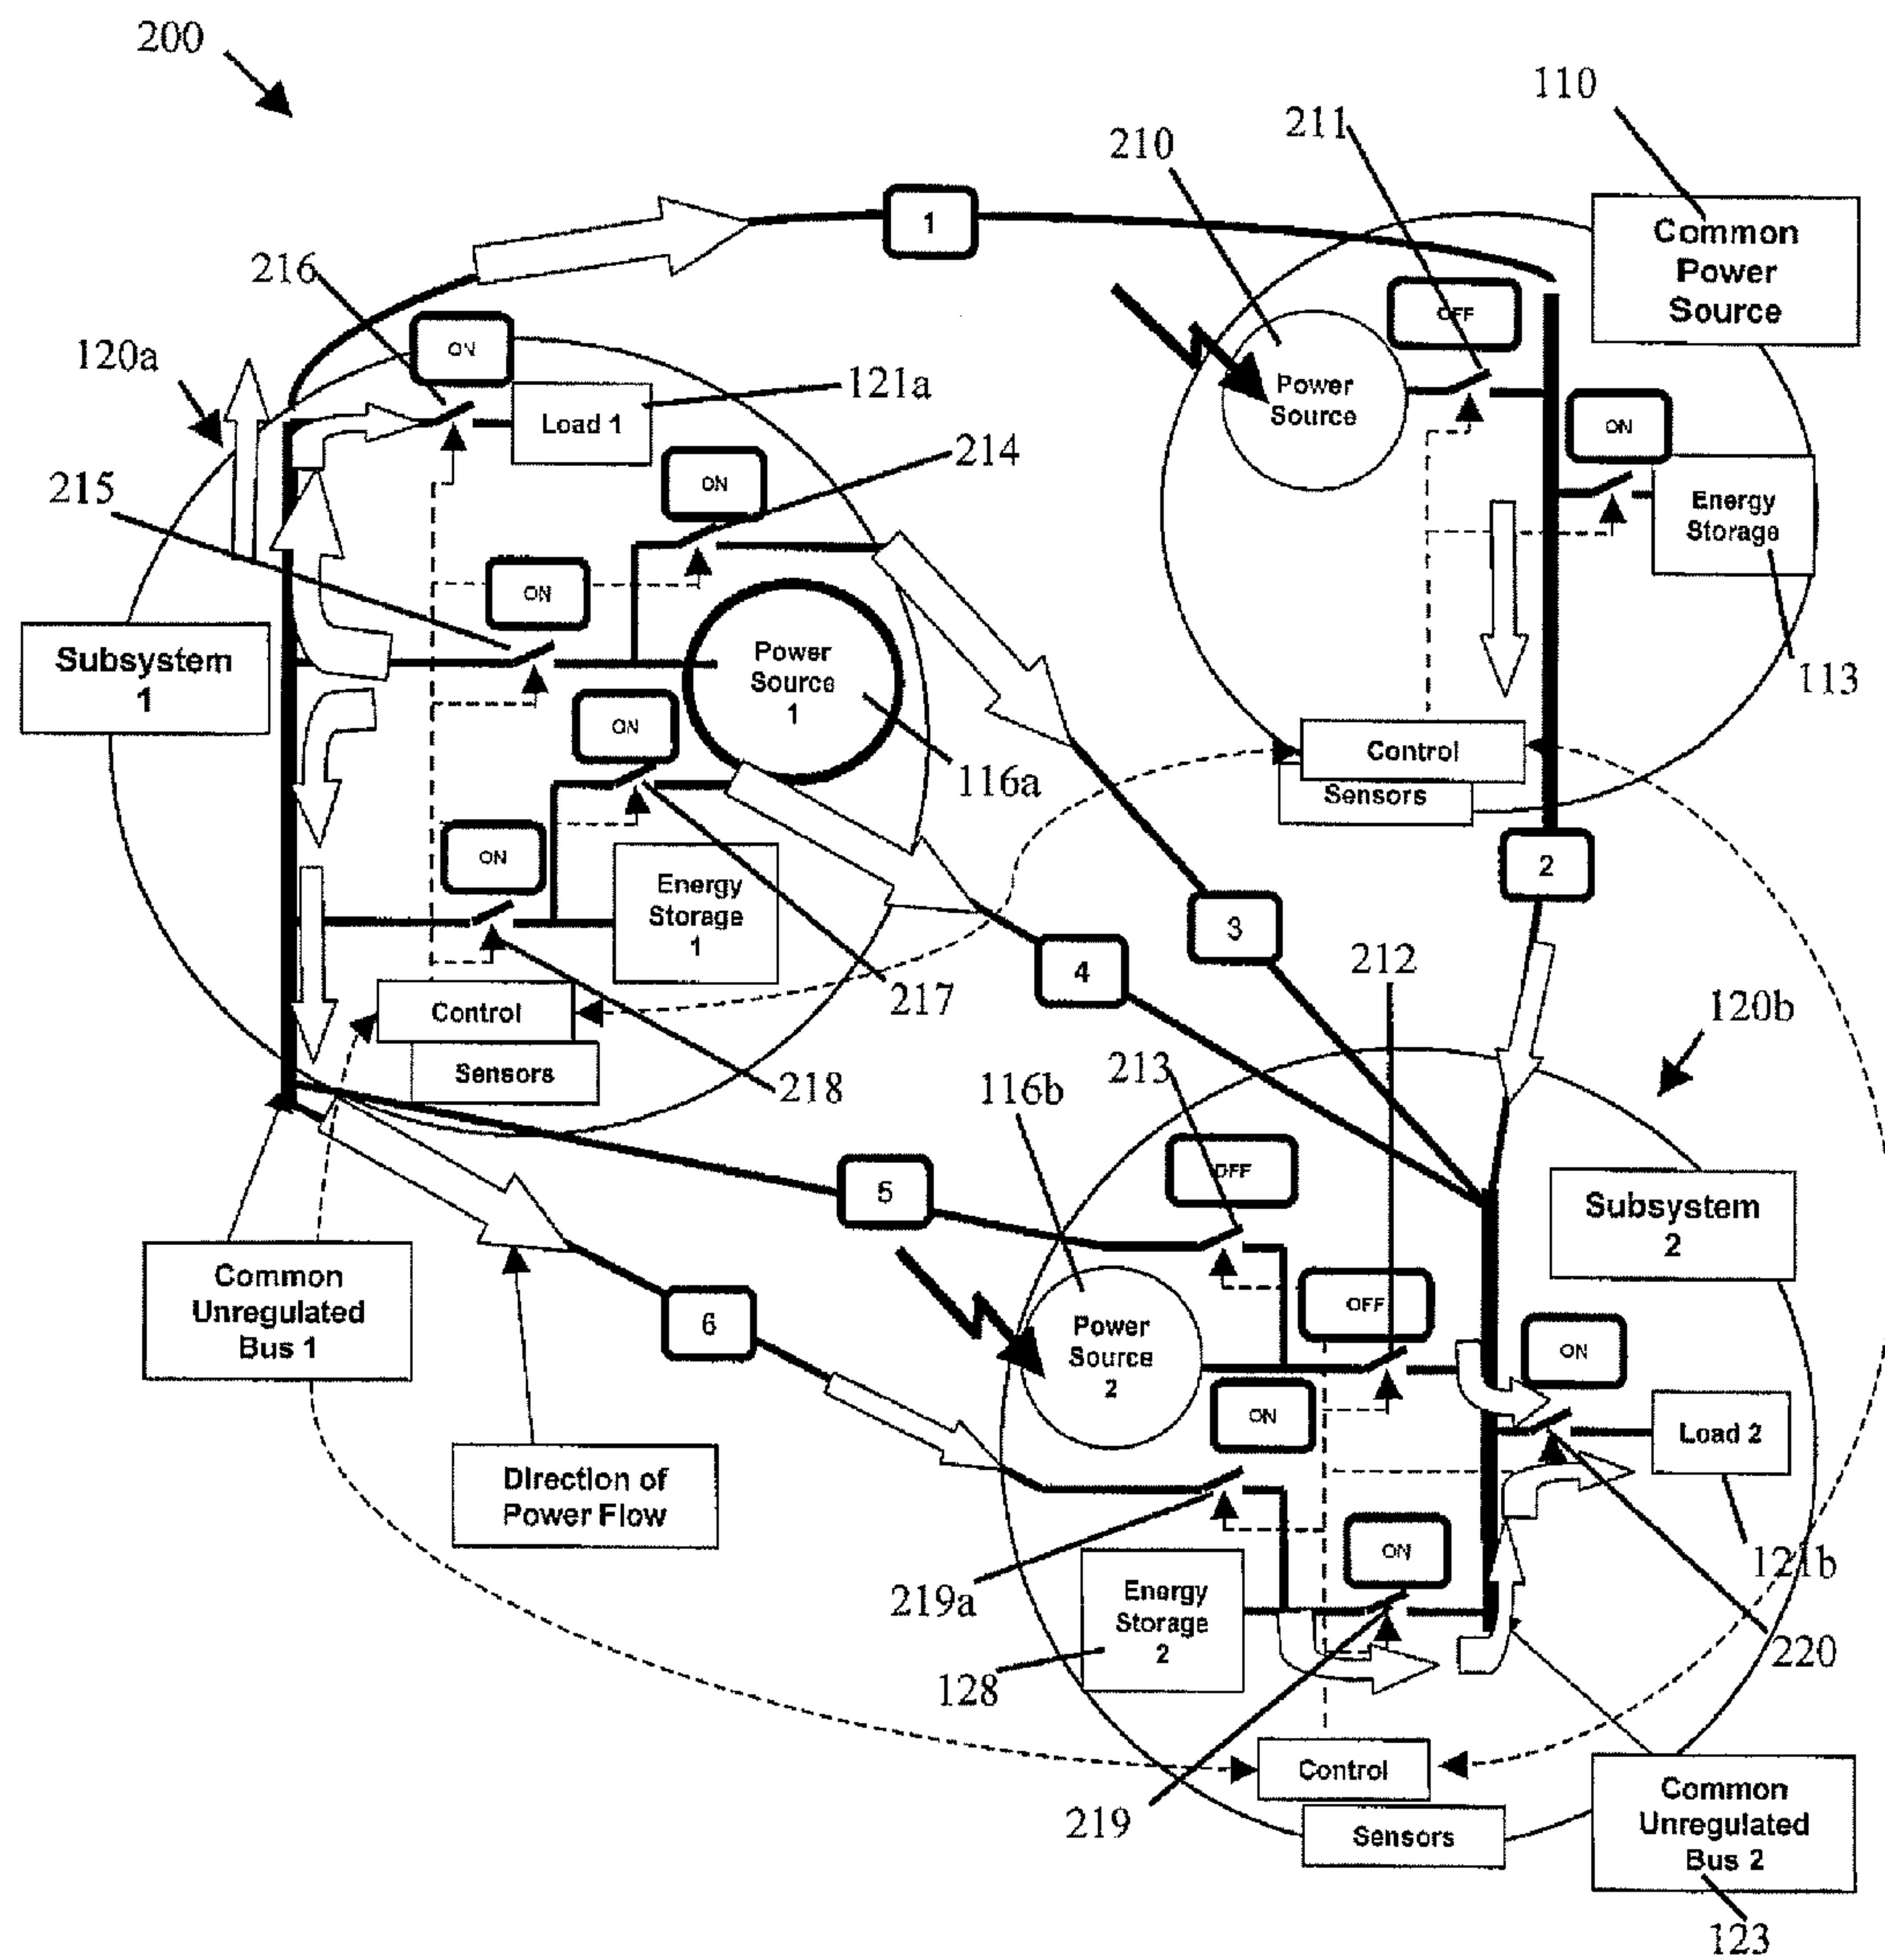 200
110
211
210
Common
Power
Source
1
216
OFF
ON
120a
121a
Load 1
Power
Source
ON
214
215
ON
Energy
Storage
ON
Subsystem
1
Power
Source
1
113
ON
Control
116a
Sensors
ON
2
Energy
Storage
1
3
4
212
217
120b
Control
Sensors
218
116b
213
OFF
5
Subsystem
2
Common
Unregulated
Bus 1
6
OFF
Power
Source
2
ON
ON
Load 2
Direction of
Power Flow
ON
121b
219a
Energy
Storage
2
220
128
Control
219
Sensors
Common
Unregulated
Bus 2
123